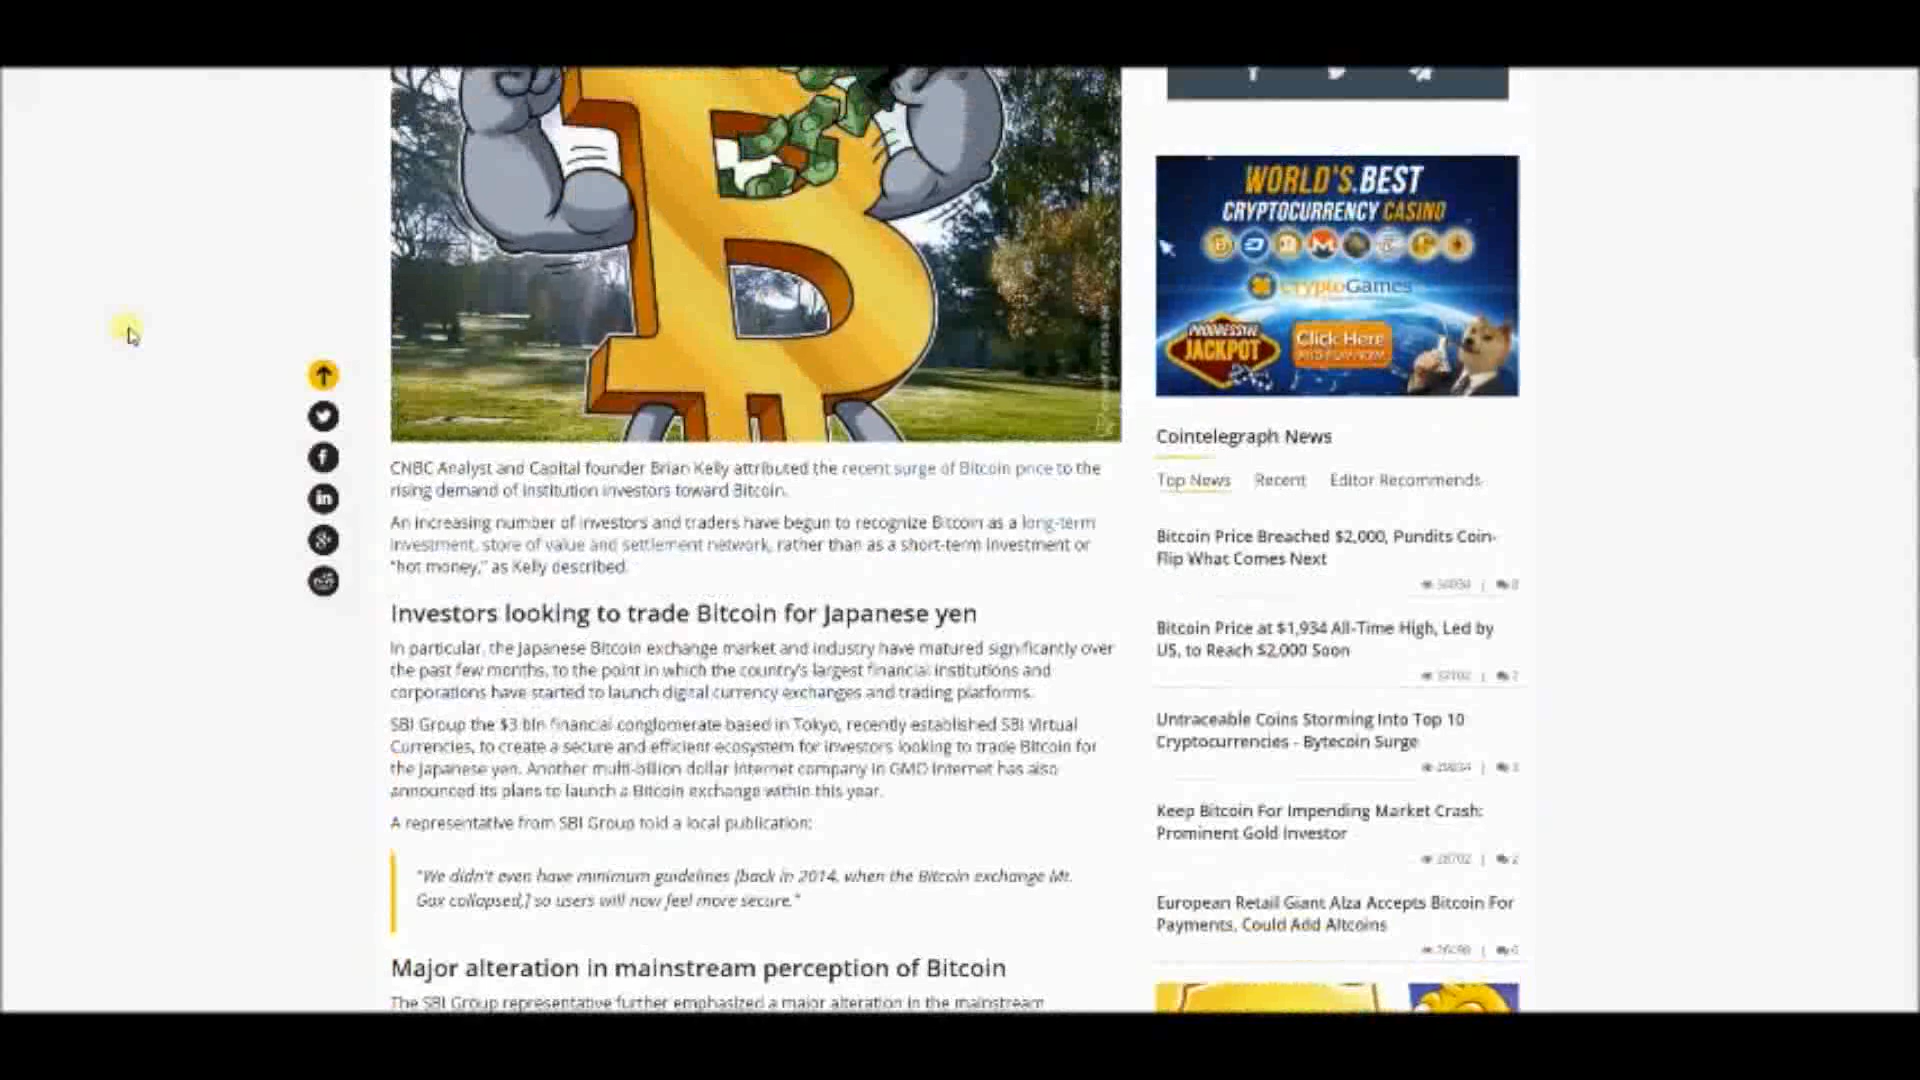 CNBC Analyst and Capital founder Brian Kelly attributed the recent surge of Bitcoin price to the
rising demand of institution investors toward Bitcoin.
An increasing number of investors and traders have begun to recognize Bitcoin as a long-term
investment, store of value and settlement network, rather than as a short-term investment or
"hot money," as Kelly described.
Investors looking to trade Bitcoin for Japanese yen
In particular, the Japanese Bitcoin exchange market and industry have matured significantly over
the past few months, to the point in which the country's largest financial institutions and
corporations have started to launch digital currency exchanges and trading platforms.
SBI Group the $3 bln financial conglomerate based in Tokyo, recently established SBI Virtual
Currencies, to create a secure and efficient ecosystem for investors looking to trade Bitcoin for
the Japanese yen. Another multi-billion dollar Internet company in GMO Internet has also
announced its plans to launch a Bitcoin exchange within this year.
A representative from SBI Group told a local publication:
"We didn't even have minimum guidelines [back in 2014, when the Bitcoin exchange Mt.
Gox collapsed,] so users will now feel more secure."
Major alteration in mainstream perception of Bitcoin
The SBI Group representative further emphasized a major alteration in the mainstream
WORLD'S BEST
CRYPTOCURRENCY CASINO
CryptoGames
PROGRESSIVE
JACKPOT
Click Here
AND PLAY NOW
Cointelegraph News
Top News Recent Editor Recommends
Bitcoin Price Breached $2,000, Pundits Coin-
Flip What Comes Next
Bitcoin Price at $1,934 All-Time High, Led by
US, to Reach $2,000 Soon
Untraceable Coins Storming Into Top 10
Cryptocurrencies - Bytecoin Surge
Keep Bitcoin For Impending Market Crash:
Prominent Gold Investor
European Retail Giant Alza Accepts Bitcoin For
Payments, Could Add Altcoins